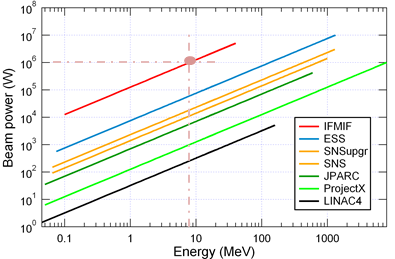 10^8
10^7
10^6
10^5
10^4
10^3
10^2
10^1
10^0
Beam power (W)
0.1 1 10 100 1000
Energy (MeV)
IFMIF
ESS
SNSupgr
SNS
JPARC
ProjectX
LINAC4